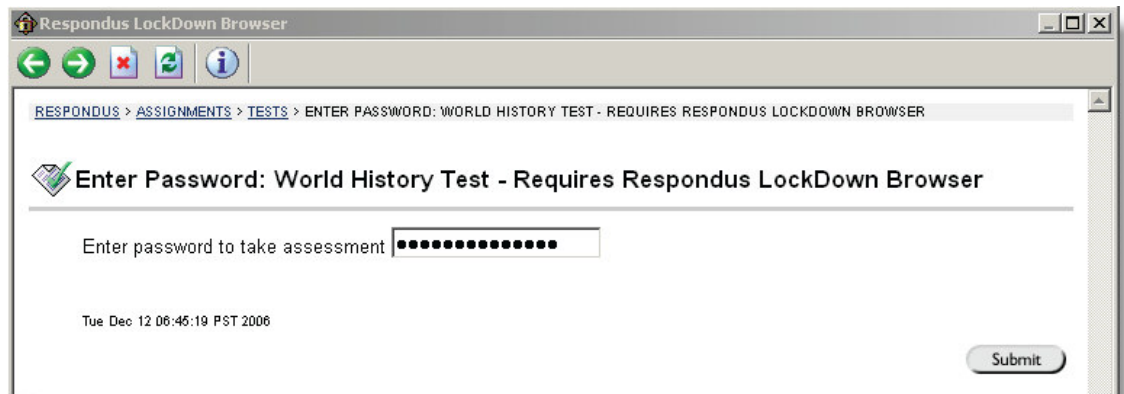 Respondus LockDown Browser
RESPONDUS > ASSIGNMENTS > TESTS > ENTER PASSWORD: WORLD HISTORY TEST - REQUIRES RESPONDUS LOCKDOWN BROWSER
Enter Password: World History Test - Requires Respondus LockDown Browser
Enter password to take assessment ••••••••••••••
Tue Dec 12 06:45:19 PST 2006
Submit